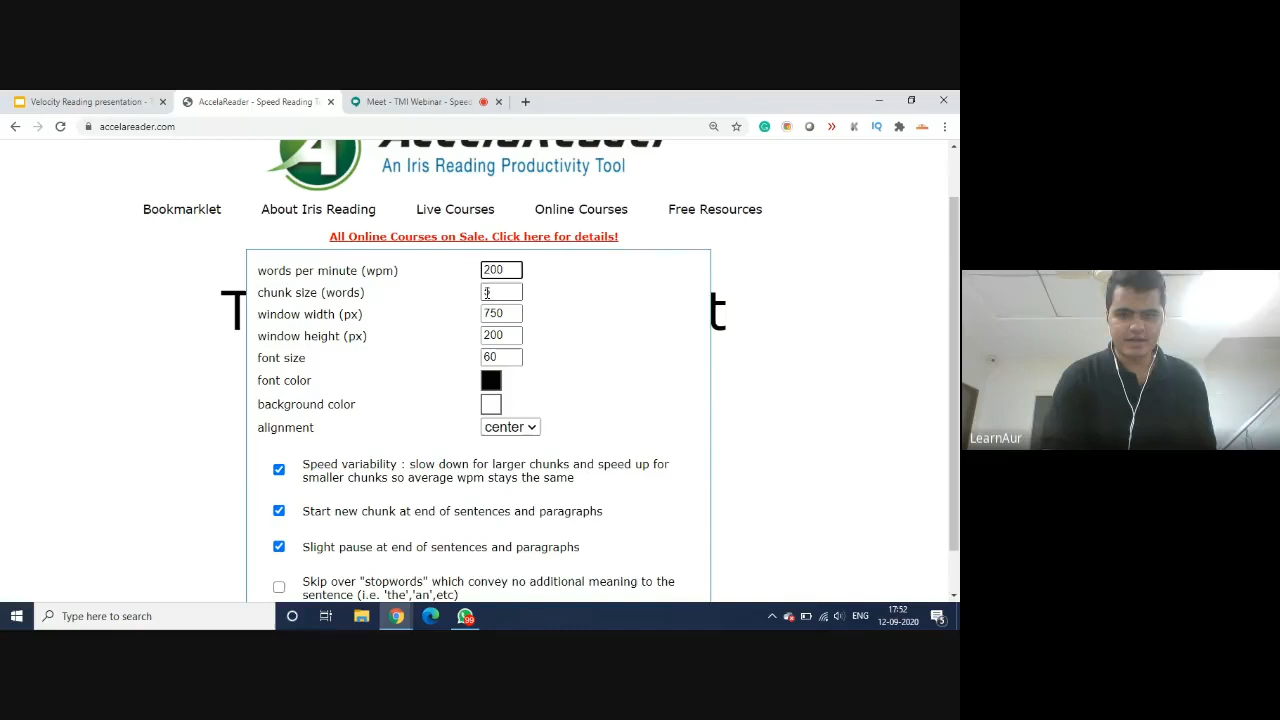 Velocity Reading presentation -
AccelaReader - Speed Reading T
Meet - TMI Webinar - Speed
accelareader.com
AccelaReader
An Iris Reading Productivity Tool
Bookmarklet
About Iris Reading
Live Courses
Online Courses
Free Resources
All Online Courses on Sale. Click here for details!
words per minute (wpm) 200
chunk size (words)
window width (px) 750
window height (px) 200
font size 60
font color
background color
alignment center
T t
Speed variability : slow down for larger chunks and speed up for
smaller chunks so average wpm stays the same
Start new chunk at end of sentences and paragraphs
Slight pause at end of sentences and paragraphs
Skip over "stopwords" which convey no additional meaning to the
sentence (i.e. 'the','an',etc)
LearnAur
Type here to search
99
ENG
17:52
12-09-2020
5